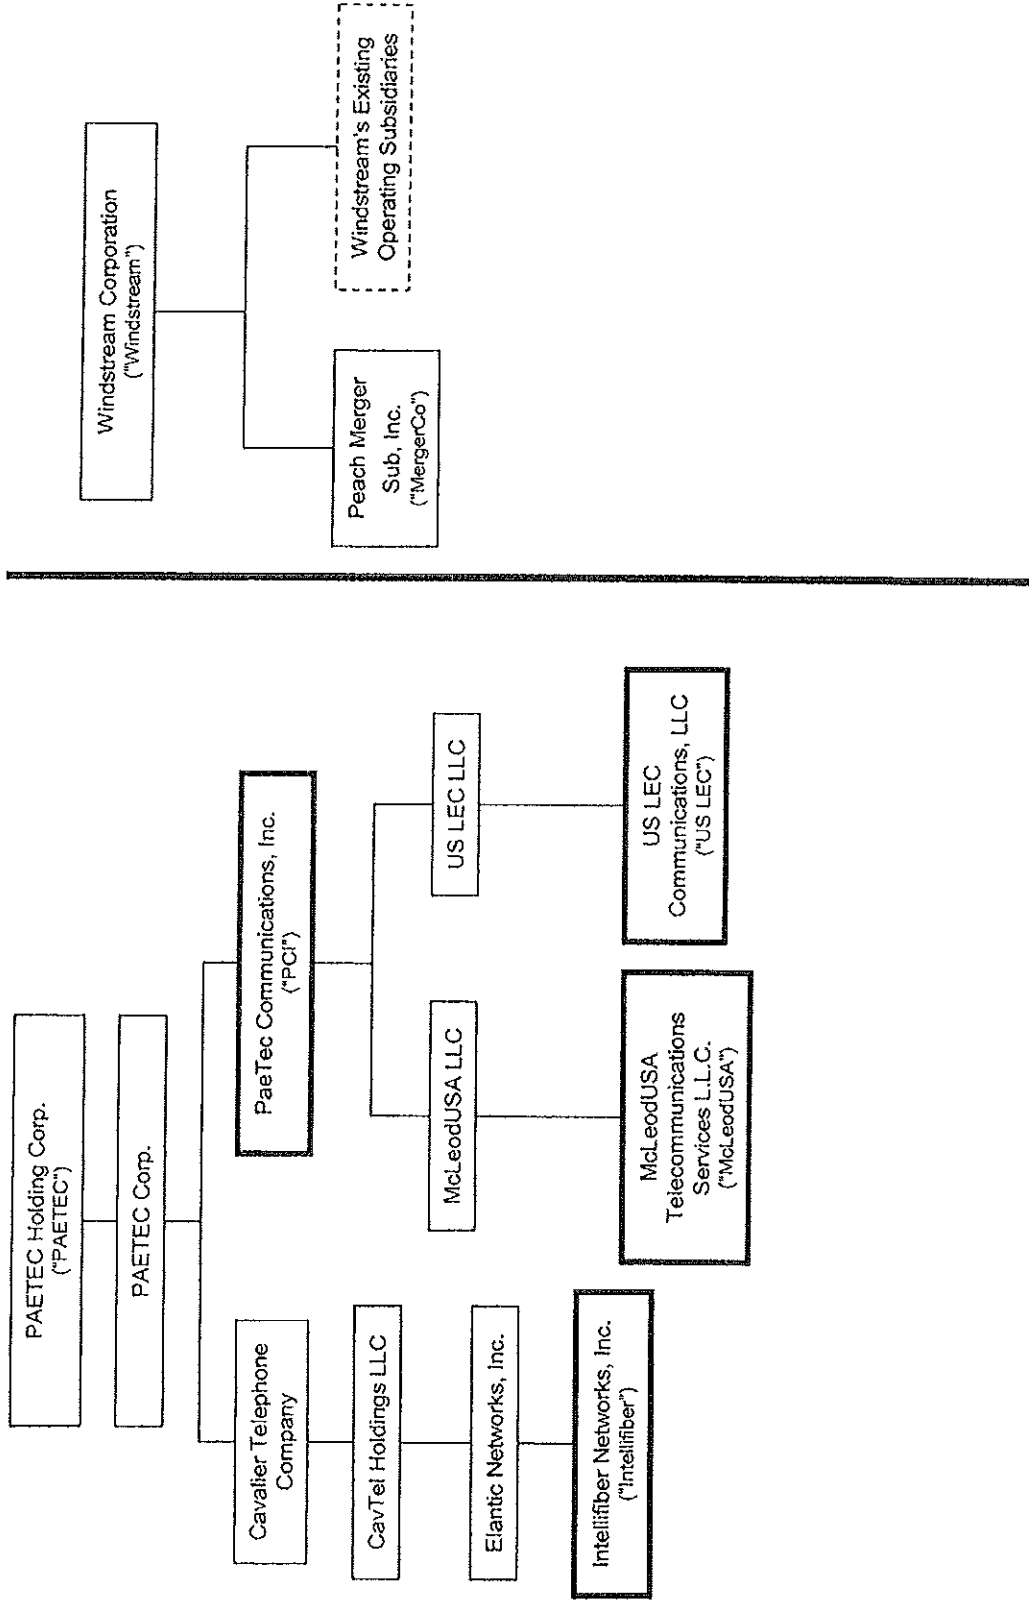 PAETEC Holding Corp.
("PAETEC")
PAETEC Corp.
Cavalier Telephone
Company
PaeTec Communications, Inc.
("PCI")
CavTel Holdings LLC
McLeodUSA LLC
US LEC LLC
Elantic Networks, Inc.
Intellifiber Networks, Inc.
("Intellifiber")
McLeodUSA
Telecommunications
Services L.L.C.
("McLeodUSA")
US LEC
Communications, LLC
("US LEC")
Windstream Corporation
("Windstream")
Peach Merger
Sub, Inc.
("MergerCo")
Windstream's Existing
Operating Subsidiaries